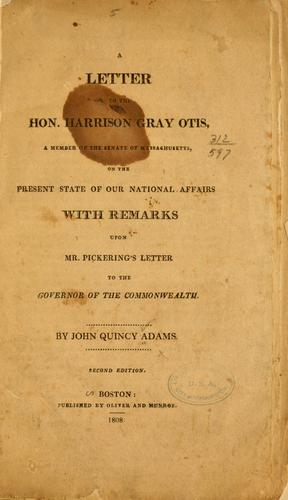 A
LETTER
TO THE
HON. HARRISON GRAY OTIS,
A MEMBER OF THE SENATE OF MASSACHUSETTS,
312
597
ON THE
PRESENT STATE OF OUR NATIONAL AFFAIRS
WITH REMARKS
UPON
MR. PICKERING'S LETTER
TO THE
GOVERNOR OF THE COMMONWEALTH.
BY JOHN QUINCY ADAMS
SECOND EDITION.
BOSTON:
PUBLISHED BY OLIVER AND MUNROE.
1808